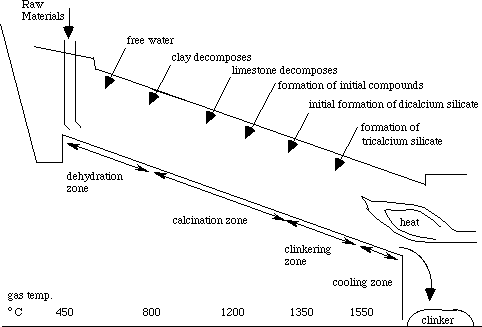 Raw
Materials
free water
clay decomposes
limestone decomposes
formation of initial compounds
initial formation of dicalcium silicate
formation of
tricalcium silicate
dehydration
zone
calcination zone
heat
clinkering
zone
cooling zone
gas temp.
° C 450 800 1200 1350 1550
clinker